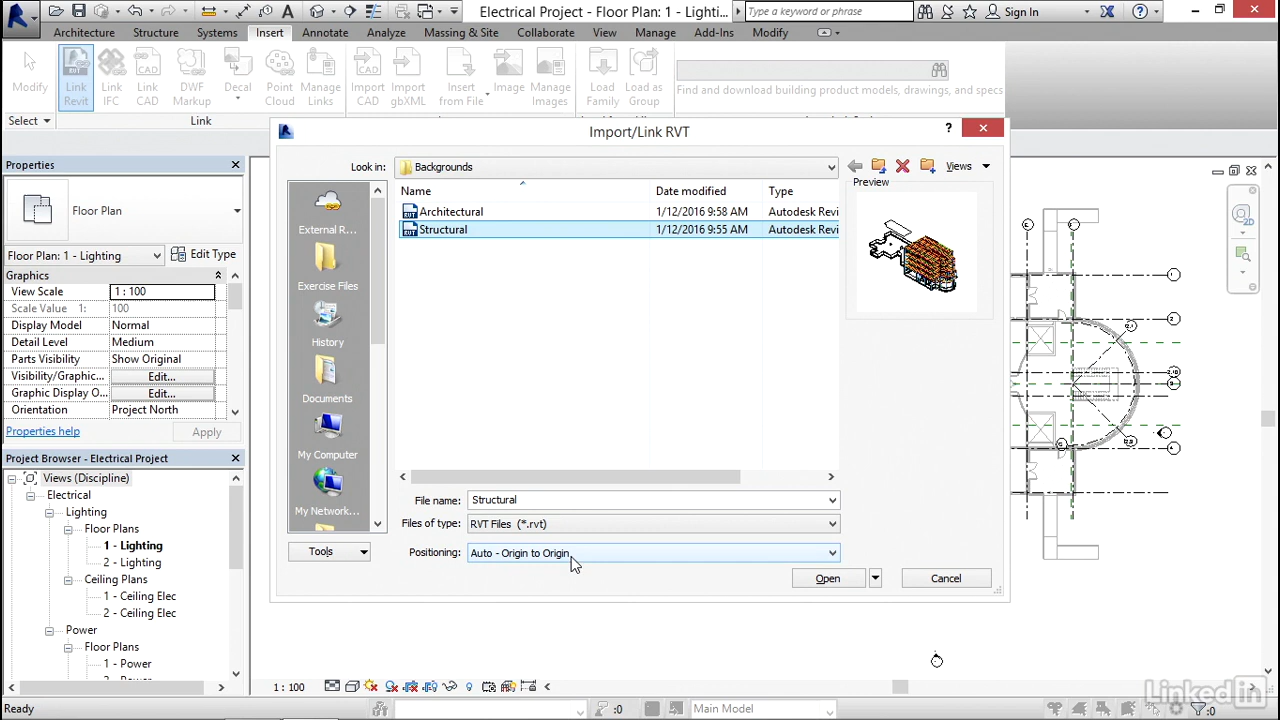 Electrical Project - Floor Plan: 1 - Lighti...
Type a keyword or phrase
Sign In
Architecture
Structure
Systems
Insert
Annotate
Analyze
Massing & Site
Collaborate
View
Manage
Add-Ins
Modify
Modify
Link Revit
Link IFC
Link CAD
DWF Markup
Decal
Point Cloud
Manage Links
Import CAD
Import gbXML
Insert from File
Image
Manage Images
Load Family
Load as Group
Find and download building product models, drawings, and specs
Select
Link
Import/Link RVT
Properties
Floor Plan
Floor Plan: 1 - Lighting
Edit Type
Graphics
View Scale
1 : 100
Scale Value 1:
100
Display Model
Normal
Detail Level
Medium
Parts Visibility
Show Original
Visibility/Graphic...
Edit...
Graphic Display O...
Edit...
Orientation
Project North
Properties help
Apply
Project Browser - Electrical Project
Views (Discipline)
Electrical
Lighting
Floor Plans
1 - Lighting
2 - Lighting
Ceiling Plans
1 - Ceiling Elec
2 - Ceiling Elec
Power
Floor Plans
1 - Power
Look in:
Backgrounds
Views
Name
Date modified
Type
Architectural
1/12/2016 9:58 AM
Autodesk Revi
Structural
1/12/2016 9:55 AM
Autodesk Revi
Preview
External R...
Exercise Files
History
Documents
My Computer
My Network...
File name:
Structural
Files of type:
RVT Files (*.rvt)
Positioning:
Auto - Origin to Origin
Tools
Open
Cancel
1 : 100
Ready
:0
Main Model
:0
LinkedIn